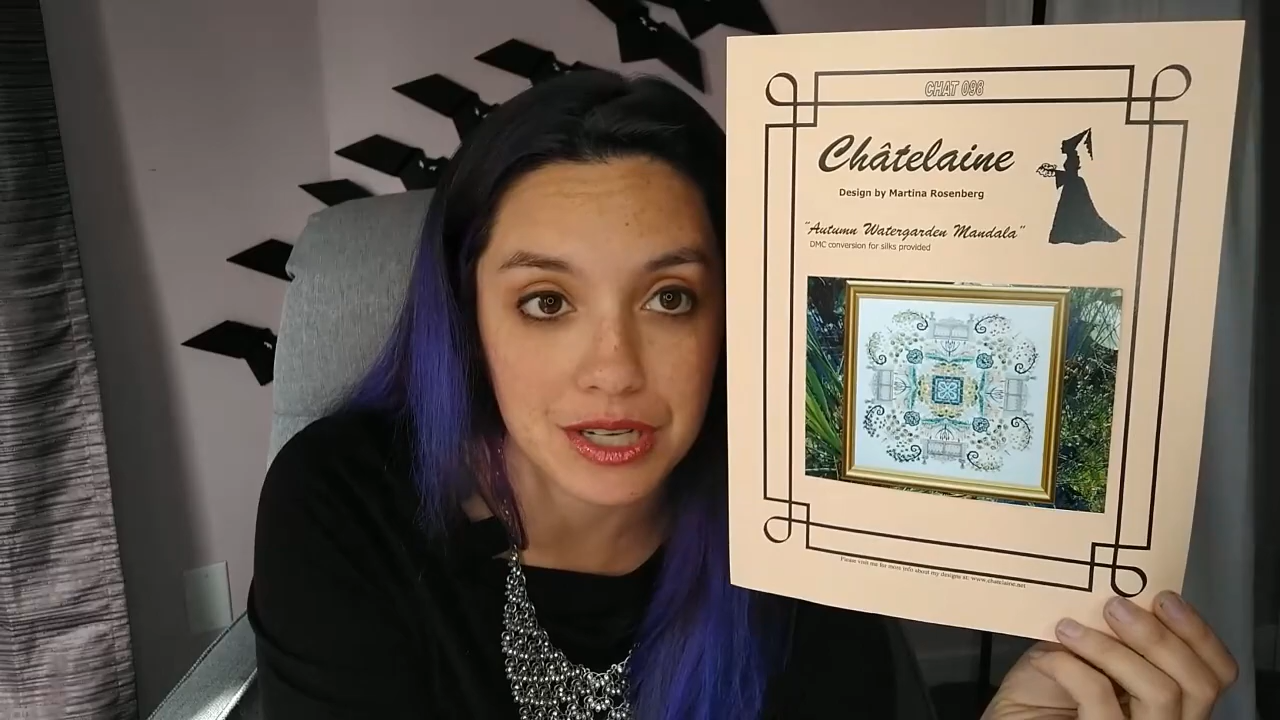 CHAT 098
Châtelaine
Design by Martina Rosenberg
"Autumn Watergarden Mandala"
DMC conversion for silks provided
Please visit me for more info about my designs at: www.chatelaine.net